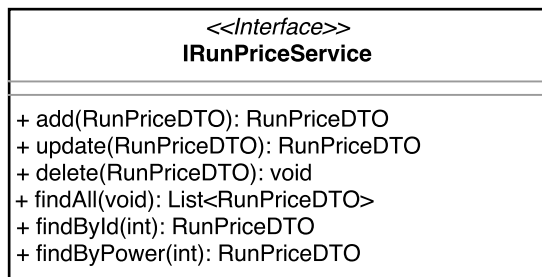 <<Interface>>
IRunPriceService
+ add(RunPriceDTO): RunPriceDTO
+ update(RunPriceDTO): RunPriceDTO
+ delete(RunPriceDTO): void
+ findAll(void): List<RunPriceDTO>
+ findById(int): RunPriceDTO
+ findByPower(int): RunPriceDTO